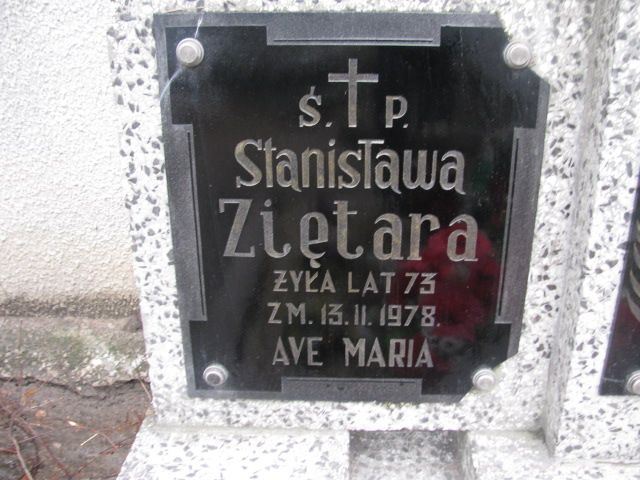 Ś. P.
Stanisława
Ziętara
ŻYŁA LAT 73
ZM. 13.11.1978.
AVE MARIA